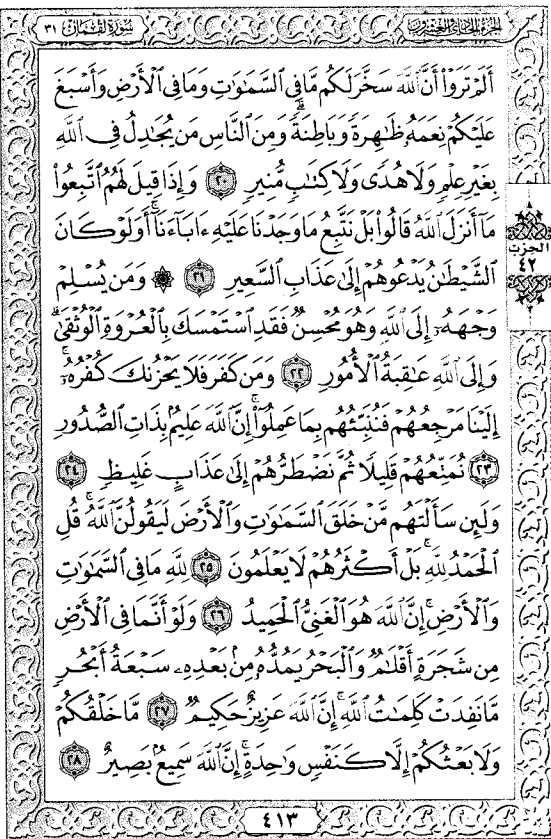 الجزء الحادي والعشرون
سورة لقمان ٣١
أَلَمْ تَرَوْا۟ أَنَّ ٱللَّهَ سَخَّرَ لَكُم مَّا فِى ٱلسَّمَٰوَٰتِ وَمَا فِى ٱلْأَرْضِ وَأَسْبَغَ
عَلَيْكُمْ نِعَمَهُۥ ظَٰهِرَةً وَبَاطِنَةً ۗ وَمِنَ ٱلنَّاسِ مَن يُجَٰدِلُ فِى ٱللَّهِ
بِغَيْرِ عِلْمٍ وَلَا هُدًى وَلَا كِتَٰبٍ مُّنِيرٍ ٢٠ وَإِذَا قِيلَ لَهُمُ ٱتَّبِعُوا۟
مَآ أَنزَلَ ٱللَّهُ قَالُوا۟ بَلْ نَتَّبِعُ مَا وَجَدْنَا عَلَيْهِ ءَابَآءَنَآ ۚ أَوَلَوْ كَانَ
ٱلشَّيْطَٰنُ يَدْعُوهُمْ إِلَىٰ عَذَابِ ٱلسَّعِيرِ ٢١ ۞ وَمَن يُسْلِمْ
وَجْهَهُۥٓ إِلَى ٱللَّهِ وَهُوَ مُحْسِنٌ فَقَدِ ٱسْتَمْسَكَ بِٱلْعُرْوَةِ ٱلْوُثْقَىٰ ۗ
وَإِلَى ٱللَّهِ عَٰقِبَةُ ٱلْأُمُورِ ٢٢ وَمَن كَفَرَ فَلَا يَحْزُنكَ كُفْرُهُۥٓ ۚ
إِلَيْنَا مَرْجِعُهُمْ فَنُنَبِّئُهُم بِمَا عَمِلُوٓا۟ ۚ إِنَّ ٱللَّهَ عَلِيمٌۢ بِذَاتِ ٱلصُّدُورِ
٢٣ نُمَتِّعُهُمْ قَلِيلًا ثُمَّ نَضْطَرُّهُمْ إِلَىٰ عَذَابٍ غَلِيظٍ ٢٤
وَلَئِن سَأَلْتَهُم مَّنْ خَلَقَ ٱلسَّمَٰوَٰتِ وَٱلْأَرْضَ لَيَقُولُنَّ ٱللَّهُ ۚ قُلِ
ٱلْحَمْدُ لِلَّهِ ۚ بَلْ أَكْثَرُهُمْ لَا يَعْلَمُونَ ٢٥ لِلَّهِ مَا فِى ٱلسَّمَٰوَٰتِ
وَٱلْأَرْضِ ۚ إِنَّ ٱللَّهَ هُوَ ٱلْغَنِىُّ ٱلْحَمِيدُ ٢٦ وَلَوْ أَنَّمَا فِى ٱلْأَرْضِ
مِن شَجَرَةٍ أَقْلَٰمٌ وَٱلْبَحْرُ يَمُدُّهُۥ مِنۢ بَعْدِهِۦ سَبْعَةُ أَبْحُرٍ
مَّا نَفِدَتْ كَلِمَٰتُ ٱللَّهِ ۗ إِنَّ ٱللَّهَ عَزِيزٌ حَكِيمٌ ٢٧ مَّا خَلْقُكُمْ
وَلَا بَعْثُكُمْ إِلَّا كَنَفْسٍ وَٰحِدَةٍ ۗ إِنَّ ٱللَّهَ سَمِيعٌۢ بَصِيرٌ ٢٨
الحزب
٤٢
٤١٣